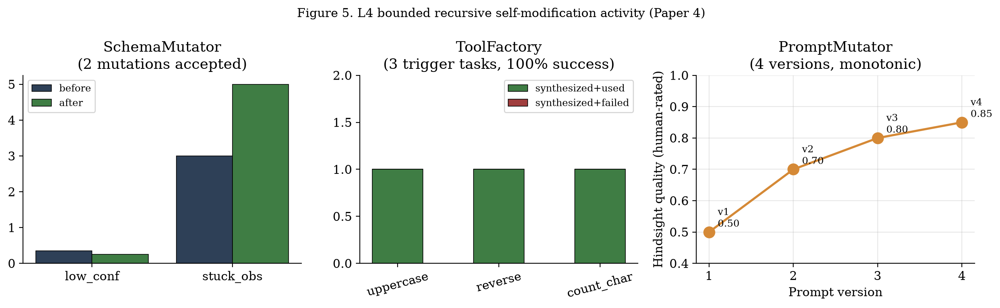 Figure 5. L4 bounded recursive self-modification activity (Paper 4)
SchemaMutator
(2 mutations accepted)
before
after
5
4
3
2
1
0
low_conf
stuck_obs
ToolFactory
(3 trigger tasks, 100% success)
synthesized+used
synthesized+failed
2.0
1.5
1.0
0.5
0.0
uppercase
reverse
count_char
PromptMutator
(4 versions, monotonic)
Hindsight quality (human-rated)
1.0
0.9
0.8
0.7
0.6
0.5
0.4
v1
0.50
v2
0.70
v3
0.80
v4
0.85
1
2
3
4
Prompt version